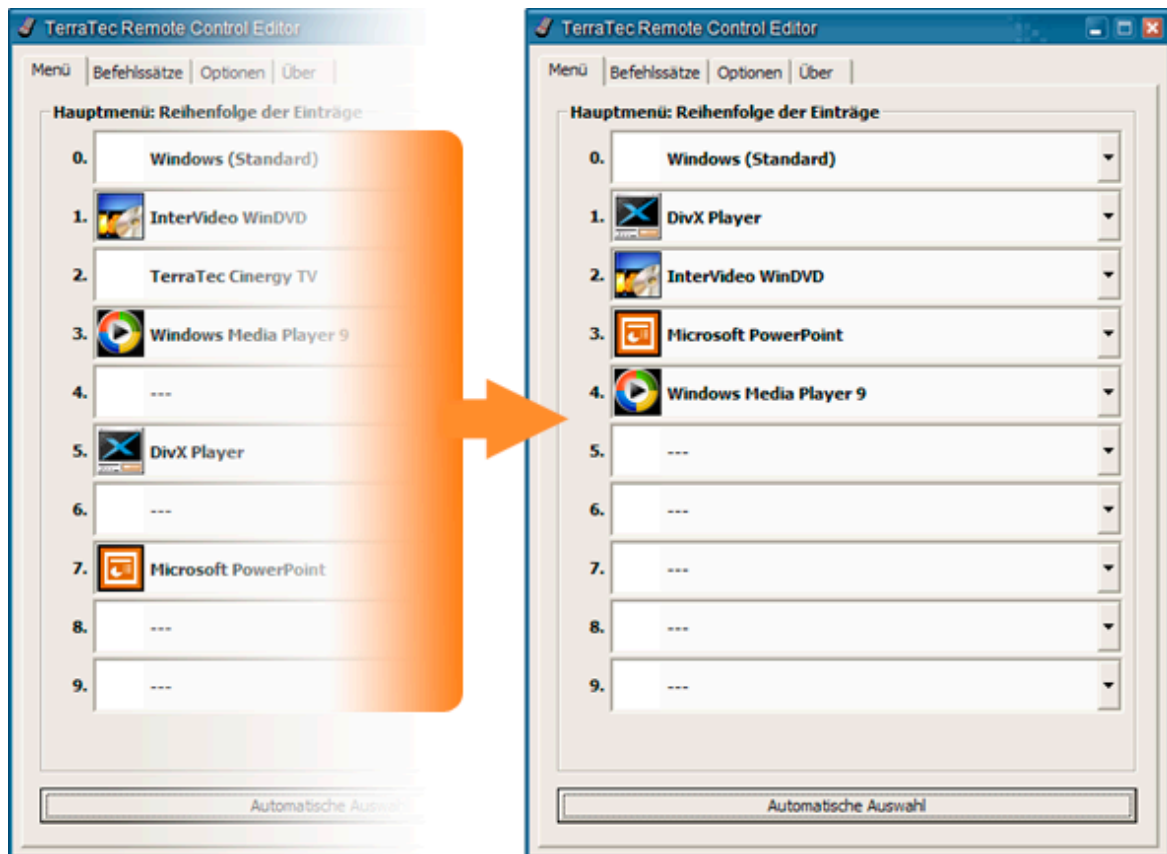 TerraTec Remote Control Editor
Menü Befehlssätze Optionen Über
Hauptmenü: Reihenfolge der Einträge
0. Windows (Standard)
1. InterVideo WinDVD
2. TerraTec Cinergy TV
3. Windows Media Player 9
4. ---
5. DivX Player
6. ---
7. Microsoft PowerPoint
8. ---
9. ---
Automatische Auswahl
TerraTec Remote Control Editor
Menü Befehlssätze Optionen Über
Hauptmenü: Reihenfolge der Einträge
0. Windows (Standard)
1. DivX Player
2. InterVideo WinDVD
3. Microsoft PowerPoint
4. Windows Media Player 9
5. ---
6. ---
7. ---
8. ---
9. ---
Automatische Auswahl